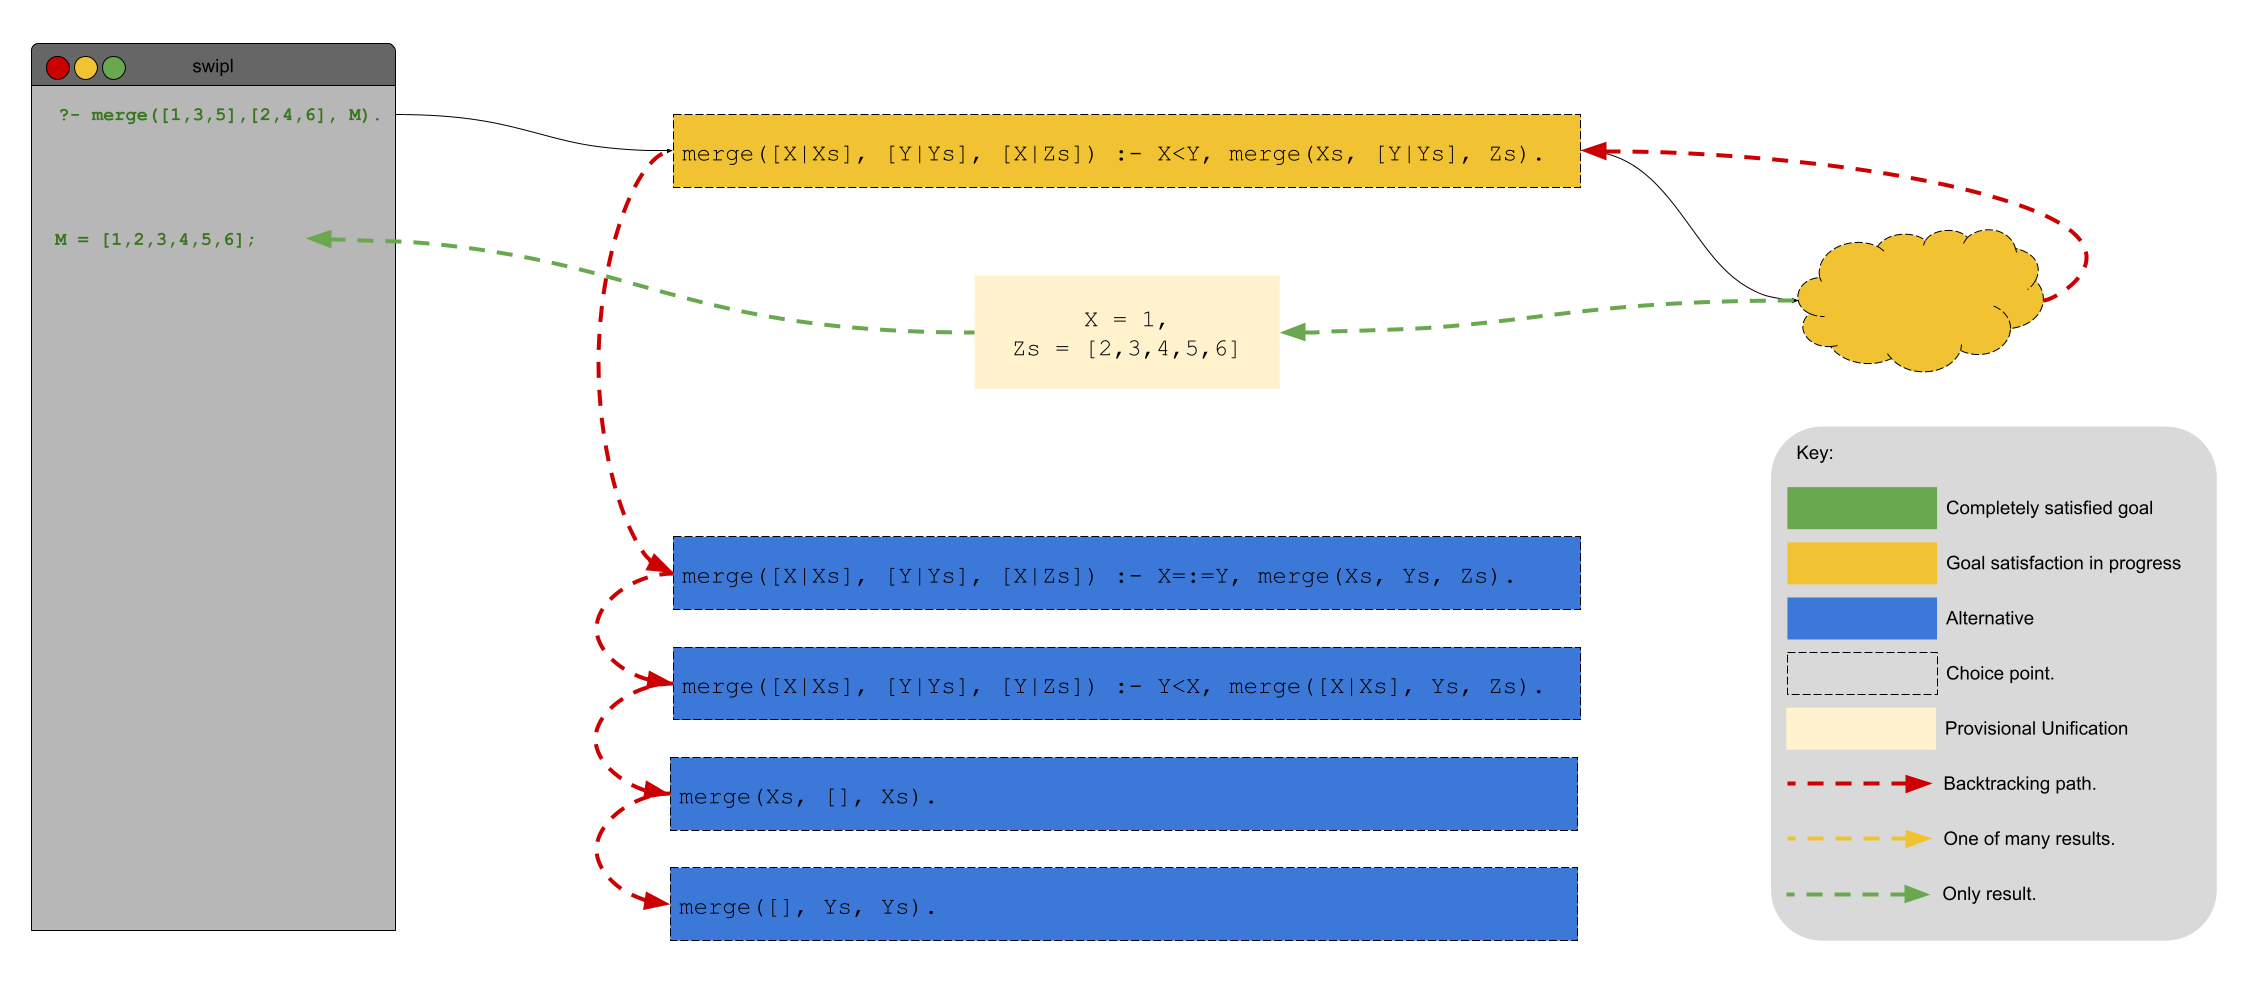 swipl
?- merge([1,3,5],[2,4,6], M).
M = [1,2,3,4,5,6];
merge([X|Xs], [Y|Ys], [X|Zs]) :- X<Y, merge(Xs, [Y|Ys], Zs).
X = 1,
Zs = [2,3,4,5,6]
merge([X|Xs], [Y|Ys], [X|Zs]) :- X=:=Y, merge(Xs, Ys, Zs).
merge([X|Xs], [Y|Ys], [Y|Zs]) :- Y<X, merge([X|Xs], Ys, Zs).
merge(Xs, [], Xs).
merge([], Ys, Ys).
Key:
Completely satisfied goal
Goal satisfaction in progress
Alternative
Choice point.
Provisional Unification
Backtracking path.
One of many results.
Only result.